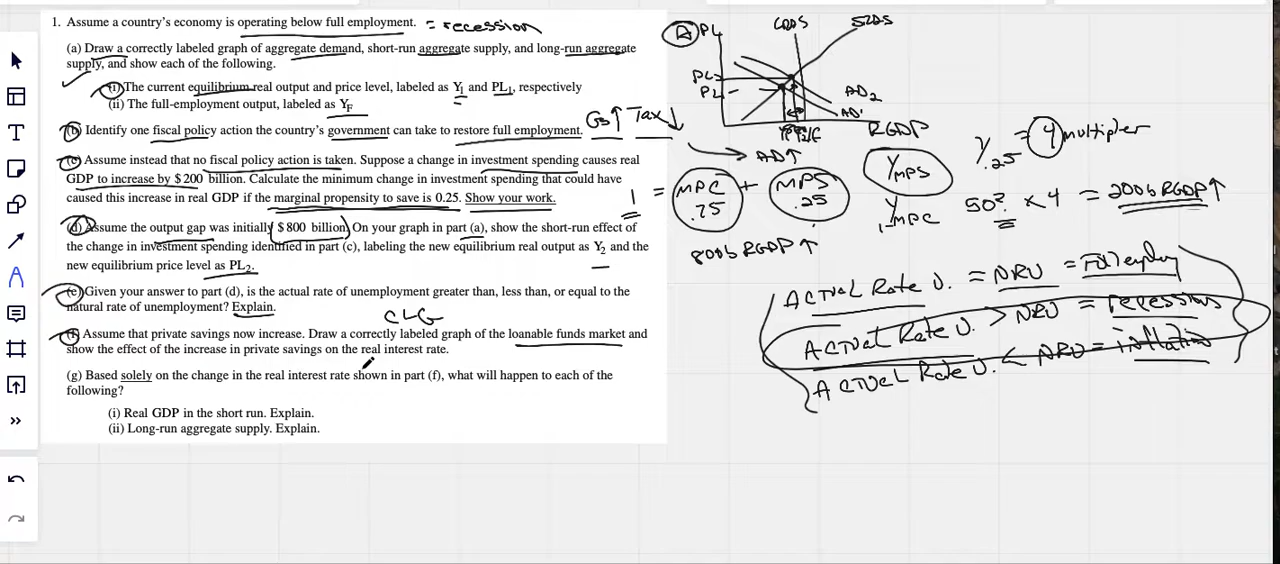 1. Assume a country's economy is operating below full employment. = recession
(a) Draw a correctly labeled graph of aggregate demand, short-run aggregate supply, and long-run aggregate
supply, and show each of the following.
(i) The current equilibrium real output and price level, labeled as Y1 and PL1, respectively
(ii) The full-employment output, labeled as YF
(b) Identify one fiscal policy action the country's government can take to restore full employment. Gs↑ Tax↓
(c) Assume instead that no fiscal policy action is taken. Suppose a change in investment spending causes real
GDP to increase by $200 billion. Calculate the minimum change in investment spending that could have
caused this increase in real GDP if the marginal propensity to save is 0.25. Show your work.
(d) Assume the output gap was initially $800 billion. On your graph in part (a), show the short-run effect of
the change in investment spending identified in part (c), labeling the new equilibrium real output as Y2 and the
new equilibrium price level as PL2.
(e) Given your answer to part (d), is the actual rate of unemployment greater than, less than, or equal to the
natural rate of unemployment? Explain.
(f) Assume that private savings now increase. Draw a correctly labeled graph of the loanable funds market and
show the effect of the increase in private savings on the real interest rate.
(g) Based solely on the change in the real interest rate shown in part (f), what will happen to each of the
following?
(i) Real GDP in the short run. Explain.
(ii) Long-run aggregate supply. Explain.
A PL
LRAS SRAS
PL2
PL
AD2
AD1
RGDP
→ AD↑
1 = MPC .75 + MPS .25
1/MPS
1/1-MPC
1/.25 = 4 multiplier
50? × 4 = 200b RGDP↑
800b RGDP↑
Actual Rate U. = NRU = Full employ
Actual Rate U. > NRU = recessions
Actual Rate U. < NRU = inflation